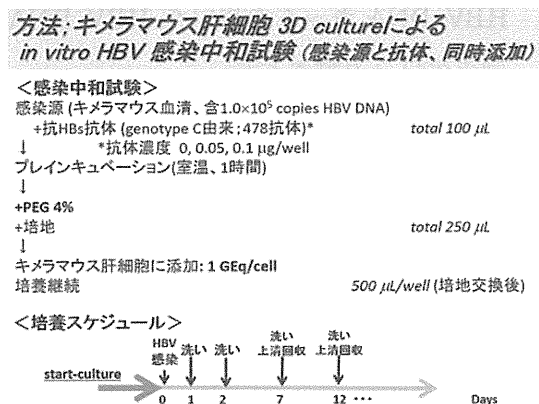 方法;キメラマウス肝細胞 3D cultureによる
in vitro HBV 感染中和試験 (感染源と抗体、同時添加)
＜感染中和試験＞
感染源 (キメラマウス血清、含1.0×10⁵ copies HBV DNA)
+抗HBs抗体 (genotype C由来；478抗体)* total 100 μL
↓ *抗体濃度 0, 0.05, 0.1 μg/well
プレインキュベーション(室温、1時間)
↓
+PEG 4%
+培地 total 250 μL
↓
キメラマウス肝細胞に添加: 1 GEq/cell
培養継続 500 μL/well (培地交換後)
＜培養スケジュール＞
HBV 感染 洗い 洗い 洗い 上清回収 洗い 上清回収
start-culture
0 1 2 7 12 ・・・ Days